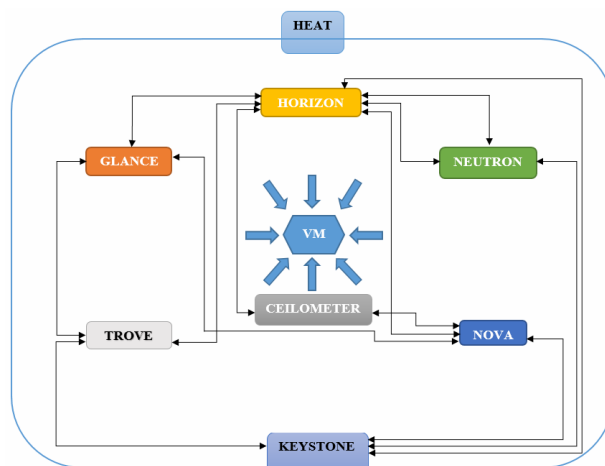 HEAT
HORIZON
GLANCE
NEUTRON
VM
CEILOMETER
TROVE
NOVA
KEYSTONE